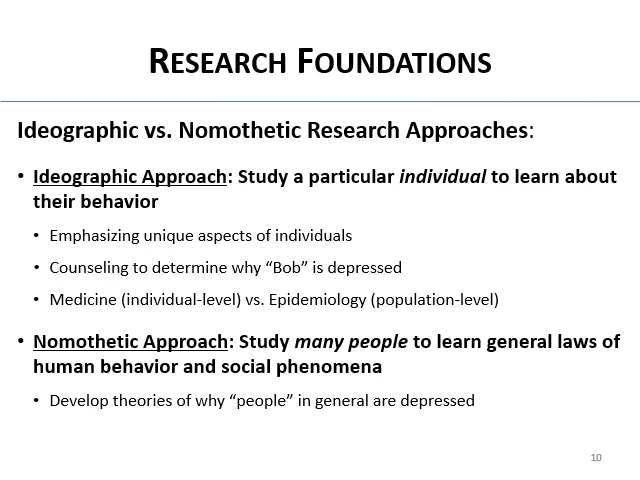 RESEARCH FOUNDATIONS
Ideographic vs. Nomothetic Research Approaches:
• Ideographic Approach: Study a particular individual to learn about
their behavior
• Emphasizing unique aspects of individuals
• Counseling to determine why “Bob” is depressed
• Medicine (individual-level) vs. Epidemiology (population-level)
• Nomothetic Approach: Study many people to learn general laws of
human behavior and social phenomena
• Develop theories of why “people” in general are depressed
10